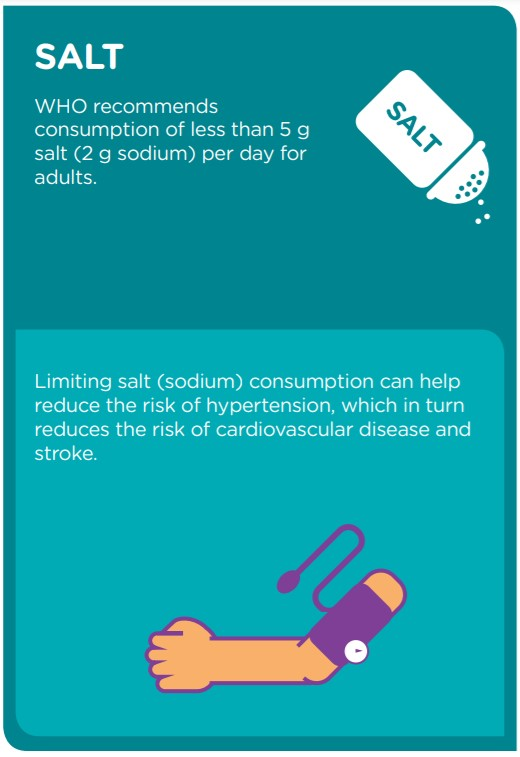 SALT
WHO recommends
consumption of less than 5 g
salt (2 g sodium) per day for
adults.
SALT
Limiting salt (sodium) consumption can help
reduce the risk of hypertension, which in turn
reduces the risk of cardiovascular disease and
stroke.